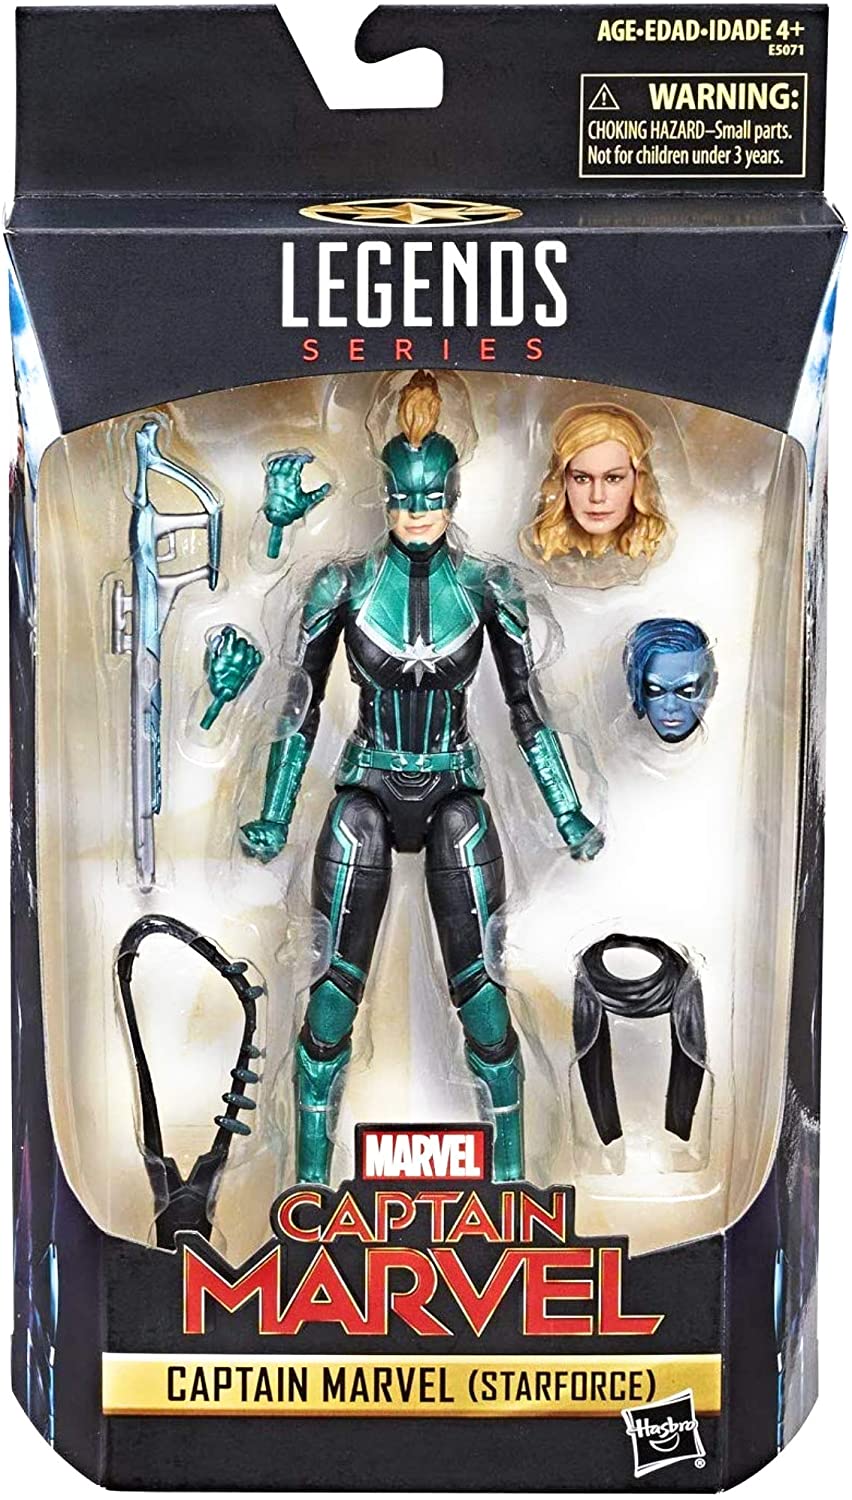 AGE•EDAD•IDADE 4+
E5071
WARNING:
CHOKING HAZARD–Small parts.
Not for children under 3 years.
LEGENDS
SERIES
MARVEL
CAPTAIN
MARVEL
CAPTAIN MARVEL (STARFORCE)
Hasbro
®